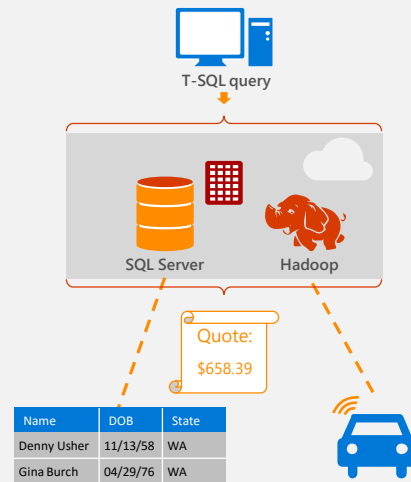 T-SQL query
SQL Server
Hadoop
Quote:
$658.39
Name DOB State
Denny Usher 11/13/58 WA
Gina Burch 04/29/76 WA